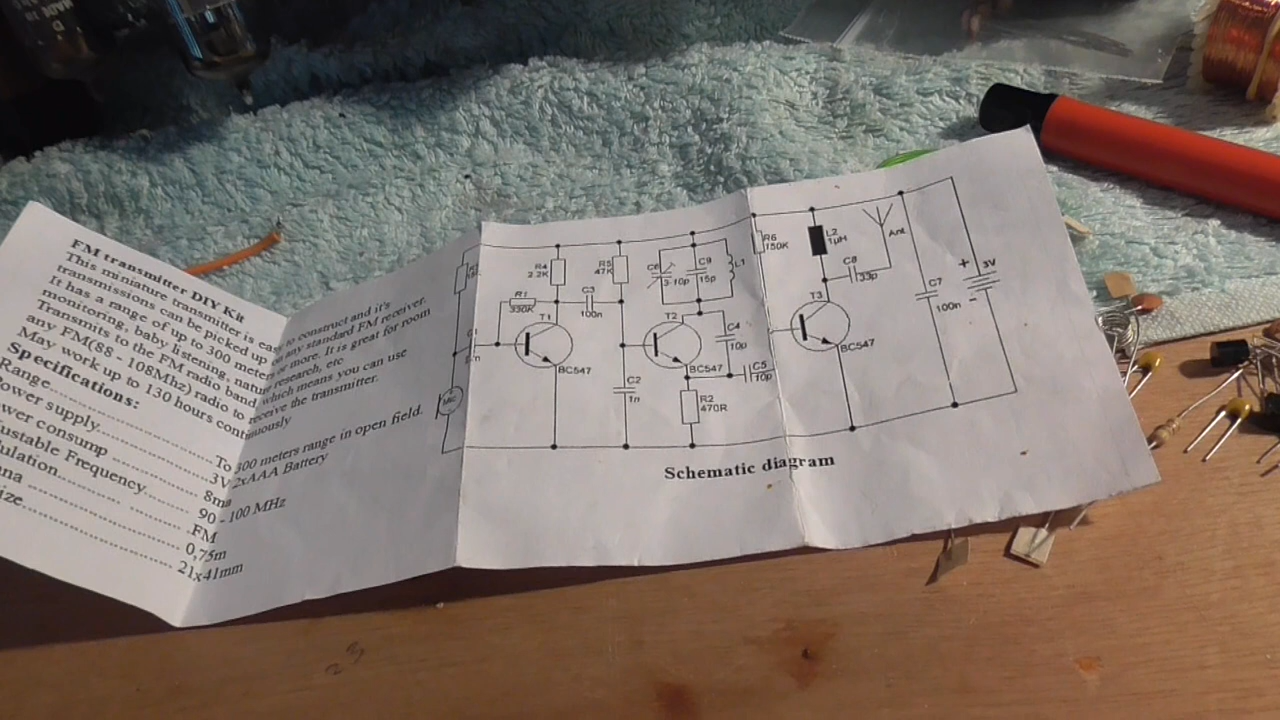 FM transmitter DIY Kit
This miniature transmitter is easy to construct and it's
transmissions can be picked up on any standard FM receiver.
It has a range of up to 300 meters or more. It is great for room
monitoring, baby listening, nature research, etc
Transmits to the FM radio band which means you can use
any FM(88 - 108Mhz) radio to receive the transmitter.
May work up to 130 hours continuously
Specifications:
Range.................... To 300 meters range in open field.
Power supply.................... 3V 2xAAA Battery
consump .................... 8ma
Frequency........ 90 - 100 MHz
.................... FM
.................... 0,75m
.................... 21x41mm
MIC
R4
2.2K
R1
330K
T1
BC547
C3
100n
R5
47K
C2
1n
C9
15p
3-10p
L1
T2
BC547
C4
10p
C5
10p
R2
470R
R6
150K
L2
1µH
C8
33p
Ant
T3
BC547
C7
100n
+
3V
-
Schematic diagram
23